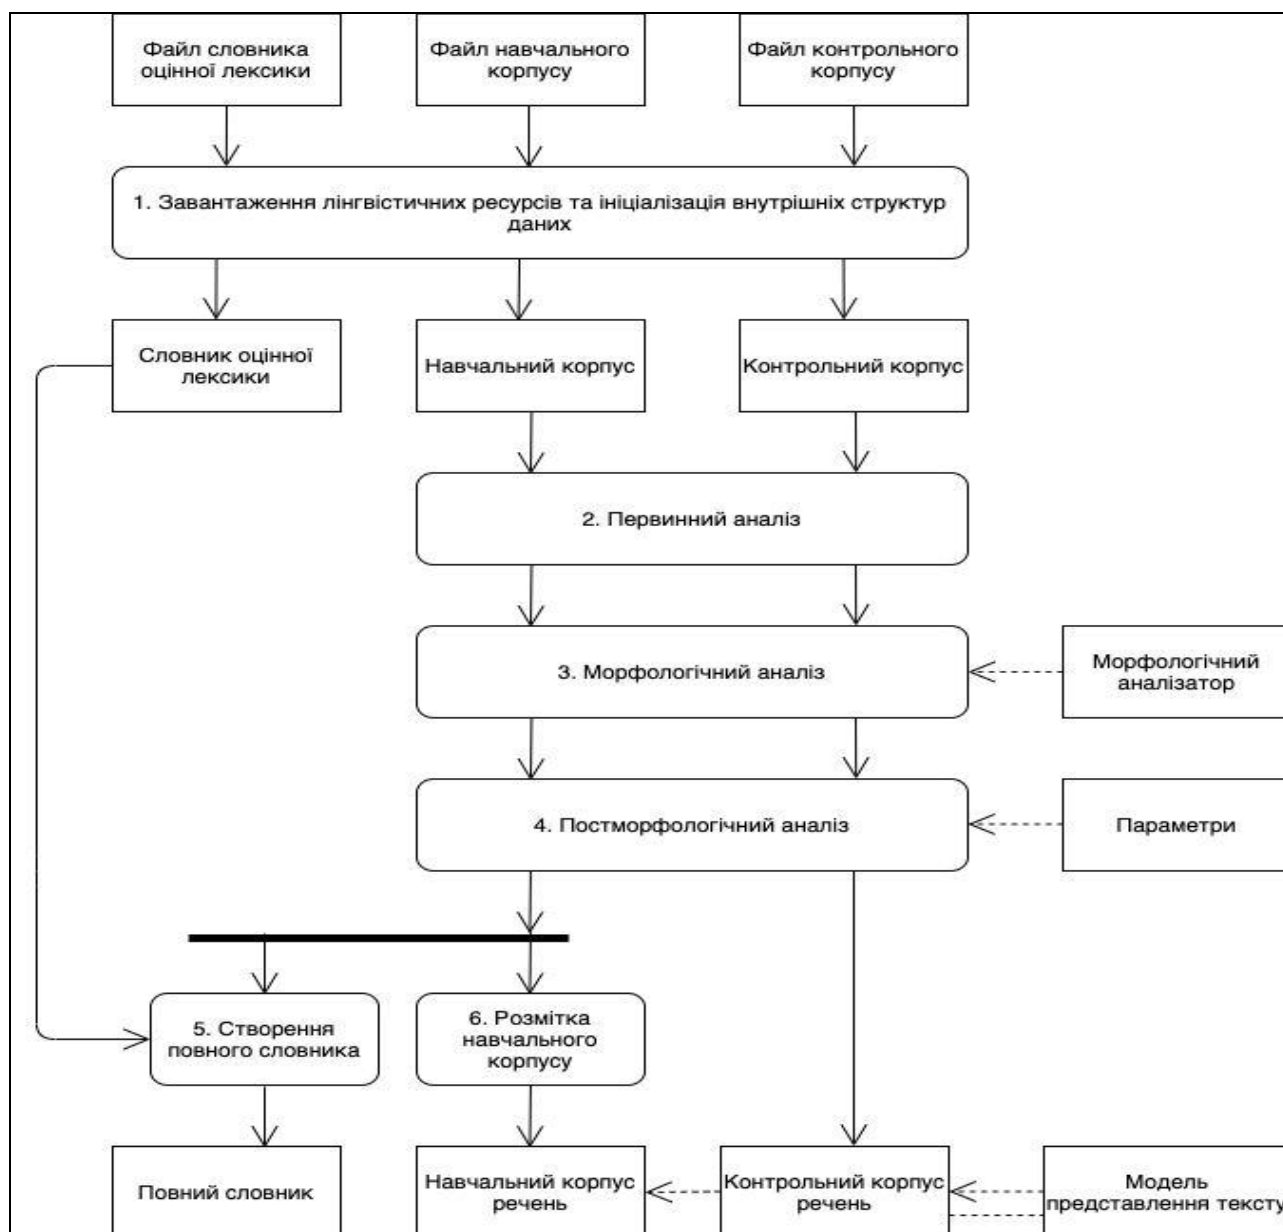 Файл словника
оцінної лексики
Файл навчального
корпусу
Файл контрольного
корпусу
1. Завантаження лінгвістичних ресурсів та ініціалізація внутрішніх структур
даних
Словник оцінної
лексики
Навчальний корпус
Контрольний корпус
2. Первинний аналіз
3. Морфологічний аналіз
Морфологічний
аналізатор
4. Постморфологічний аналіз
Параметри
5. Створення
повного словника
6. Розмітка
навчального
корпусу
Повний словник
Навчальний корпус
речень
Контрольний корпус
речень
Модель
представлення тексту